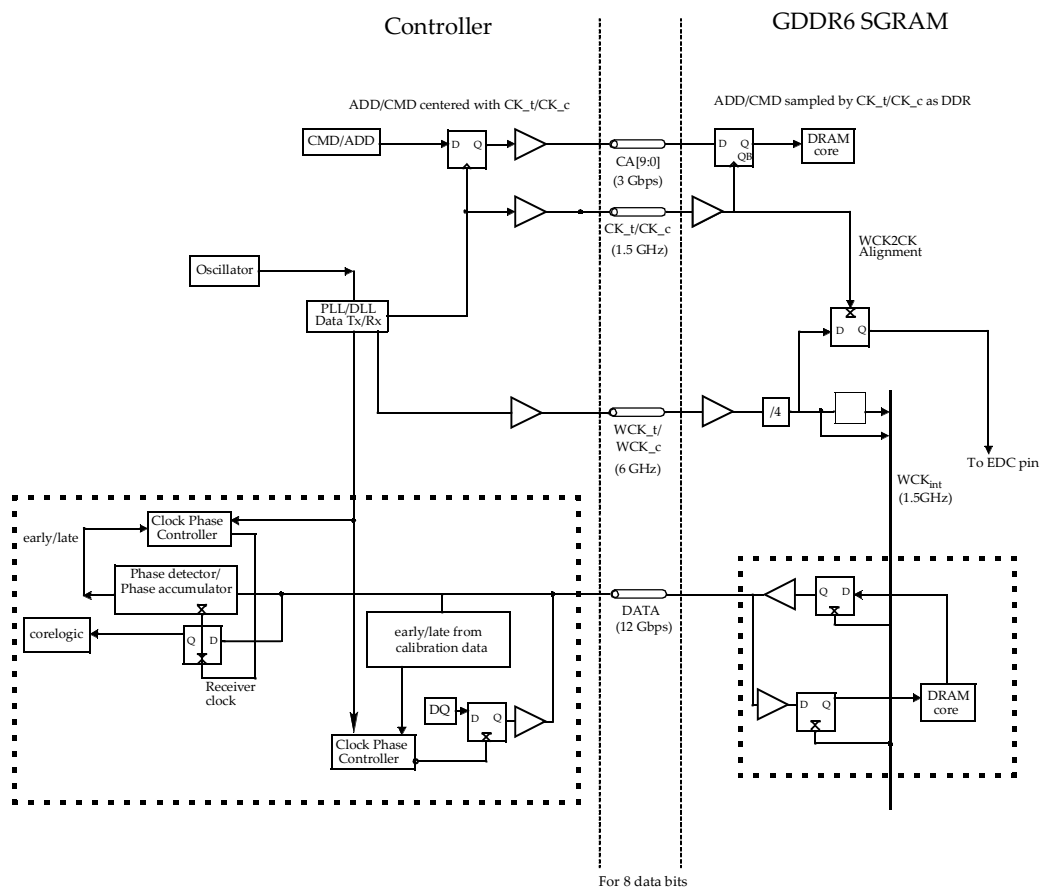 Controller
GDDR6 SGRAM
ADD/CMD centered with CK_t/CK_c
ADD/CMD sampled by CK_t/CK_c as DDR
CMD/ADD
D Q
CA[9:0]
(3 Gbps)
D Q
QB
DRAM
core
CK_t/CK_c
(1.5 GHz)
WCK2CK
Alignment
Oscillator
PLL/DLL
Data Tx/Rx
D Q
/4
WCK_t/
WCK_c
(6 GHz)
To EDC pin
WCKint
(1.5GHz)
Clock Phase
Controller
early/late
Phase detector/
Phase accumulator
DATA
(12 Gbps)
Q D
corelogic
Q D
early/late from
calibration data
Receiver
clock
DQ
D Q
D Q
DRAM
core
Clock Phase
Controller
For 8 data bits